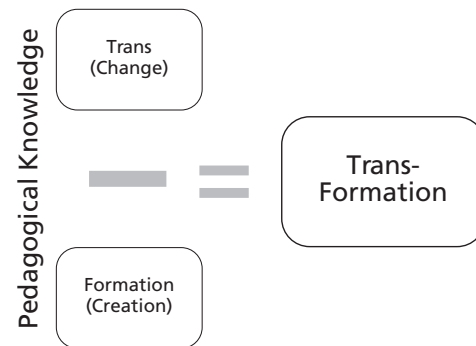 Pedagogical Knowledge
Trans
(Change)
Trans-
Formation
Formation
(Creation)